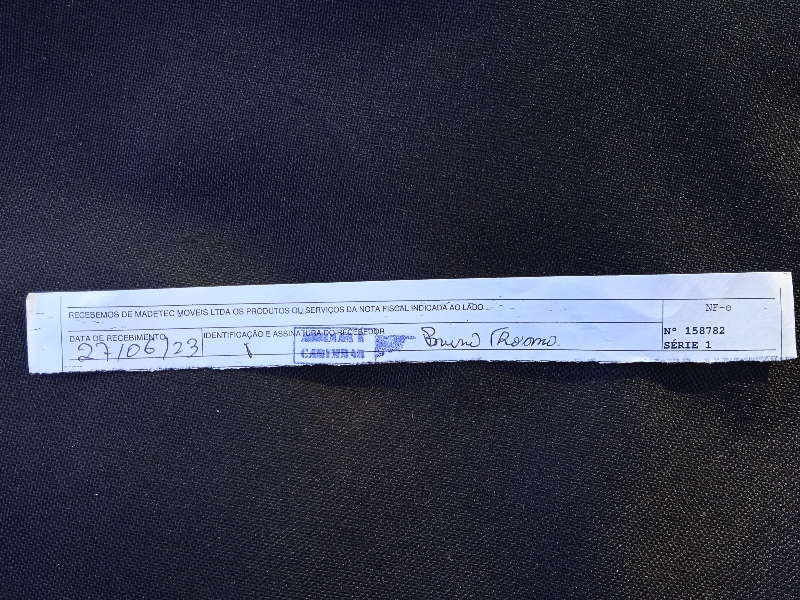 RECEBEMOS DE MADETEC MOVEIS LTDA OS PRODUTOS OU SERVIÇOS DA NOTA FISCAL INDICADA AO LADO
NF-e
DATA DE RECEBIMENTO
27/06/23
IDENTIFICAÇÃO E ASSINATURA DO RECEBEDOR
Bruno
Nº 158782
SÉRIE 1